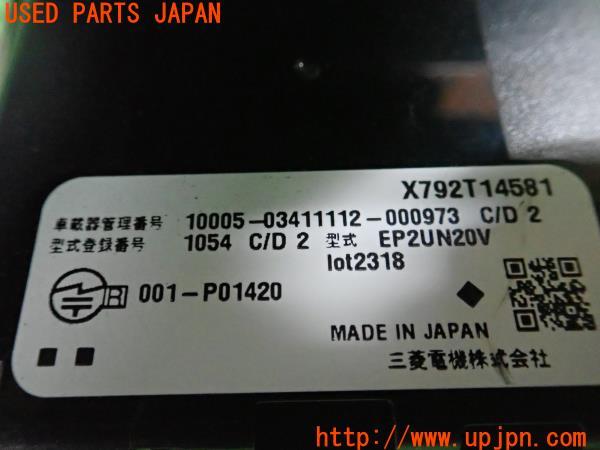 USED PARTS JAPAN
X792T14581
車載器管理番号 10005-03411112-000973 C/D 2
型式登録番号 1054 C/D 2 型式 EP2UN20V
lot2318
R 001-P01420
MADE IN JAPAN
三菱電機株式会社
http://www.upjpn.com/